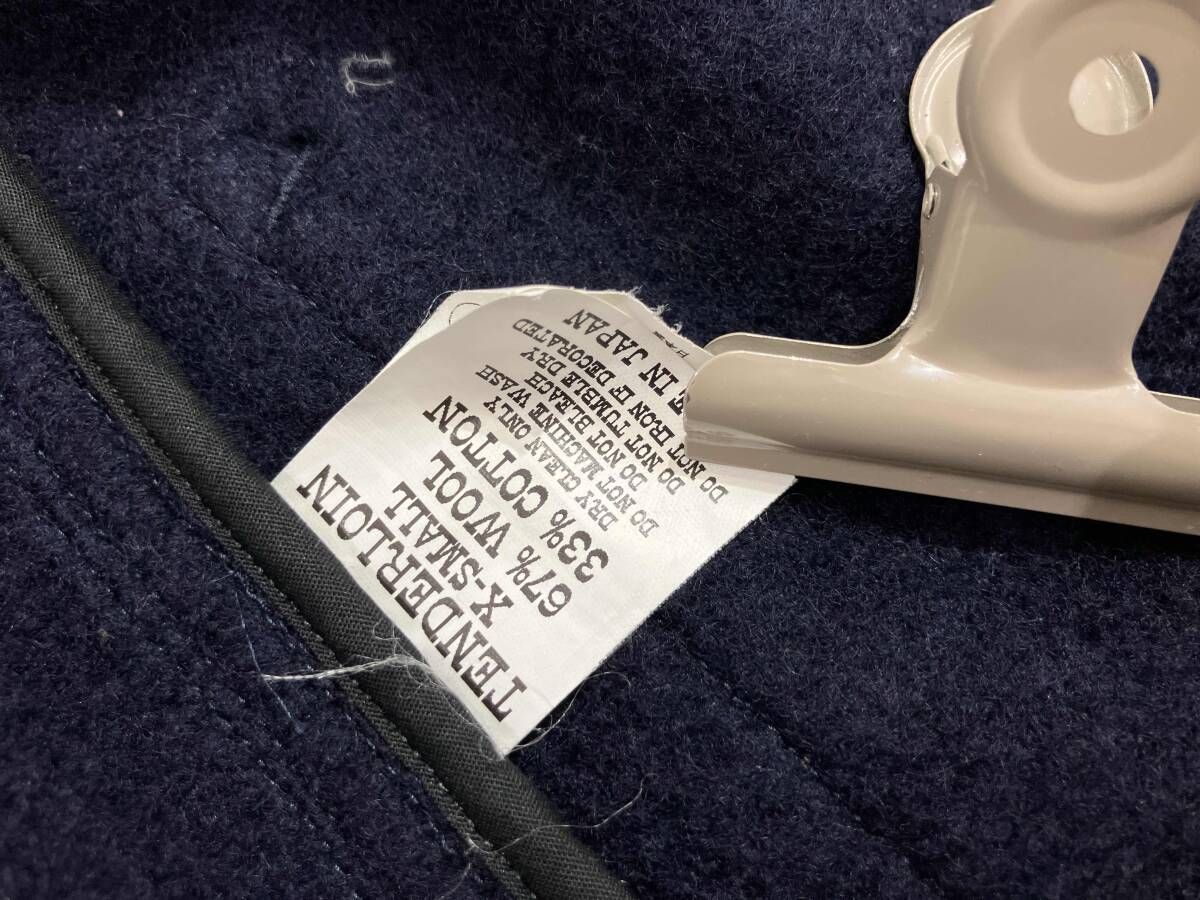 TENDERLOIN
X-SMALL
67% WOOL
33% COTTON
DRY CLEAN ONLY
DO NOT MACHINE WASH
DO NOT BLEACH
DO NOT TUMBLE DRY
DO NOT IRON IF DECORATED
IN JAPAN